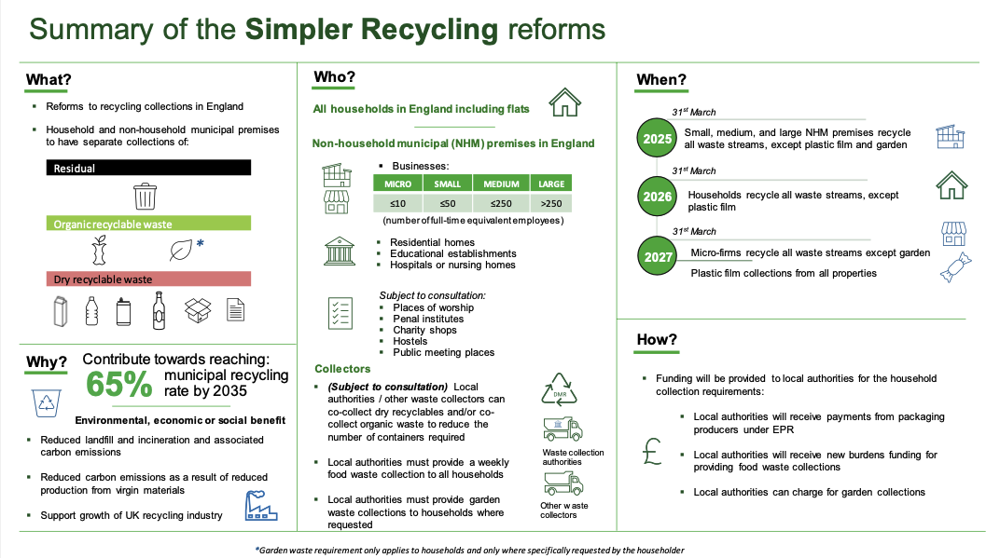 Summary of the Simpler Recycling reforms
What?
▪ Reforms to recycling collections in England
▪ Household and non-household municipal premises
to have separate collections of:
Residual
Organic recyclable waste
*
Dry recyclable waste
Why?
Contribute towards reaching:
65% municipal recycling
rate by 2035
Environmental, economic or social benefit
▪ Reduced landfill and incineration and associated
carbon emissions
▪ Reduced carbon emissions as a result of reduced
production from virgin materials
▪ Support growth of UK recycling industry
Who?
All households in England including flats
Non-household municipal (NHM) premises in England
▪ Businesses:
MICRO SMALL MEDIUM LARGE
≤10 ≤50 ≤250 >250
(number of full-time equivalent employees)
▪ Residential homes
▪ Educational establishments
▪ Hospitals or nursing homes
Subject to consultation:
▪ Places of worship
▪ Penal institutes
▪ Charity shops
▪ Hostels
▪ Public meeting places
Collectors
▪ (Subject to consultation) Local
authorities / other waste collectors can
co-collect dry recyclables and/or co-
collect organic waste to reduce the
number of containers required
▪ Local authorities must provide a weekly
food waste collection to all households
▪ Local authorities must provide garden
waste collections to households where
requested
DMR
Waste collection
authorities
Other waste
collectors
When?
31st March
2025
Small, medium, and large NHM premises recycle
all waste streams, except plastic film and garden
31st March
2026
Households recycle all waste streams, except
plastic film
31st March
2027
Micro-firms recycle all waste streams except garden
Plastic film collections from all properties
How?
▪ Funding will be provided to local authorities for the household
collection requirements:
£
▪ Local authorities will receive payments from packaging
producers under EPR
▪ Local authorities will receive new burdens funding for
providing food waste collections
▪ Local authorities can charge for garden collections
*Garden waste requirement only applies to households and only where specifically requested by the householder